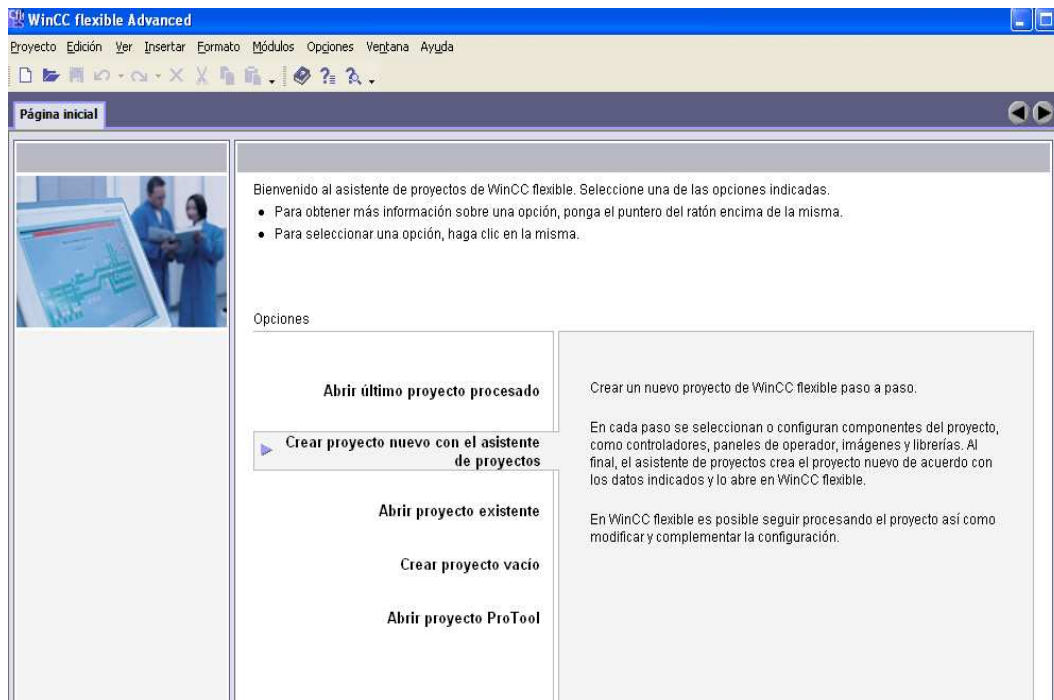 WinCC flexible Advanced
Proyecto Edición Ver Insertar Formato Módulos Opciones Ventana Ayuda
Página inicial
Bienvenido al asistente de proyectos de WinCC flexible. Seleccione una de las opciones indicadas.
• Para obtener más información sobre una opción, ponga el puntero del ratón encima de la misma.
• Para seleccionar una opción, haga clic en la misma.
Opciones
Abrir último proyecto procesado
Crear proyecto nuevo con el asistente
de proyectos
Abrir proyecto existente
Crear proyecto vacío
Abrir proyecto ProTool
Crear un nuevo proyecto de WinCC flexible paso a paso.
En cada paso se seleccionan o configuran componentes del proyecto,
como controladores, paneles de operador, imágenes y librerías. Al
final, el asistente de proyectos crea el proyecto nuevo de acuerdo con
los datos indicados y lo abre en WinCC flexible.
En WinCC flexible es posible seguir procesando el proyecto así como
modificar y complementar la configuración.